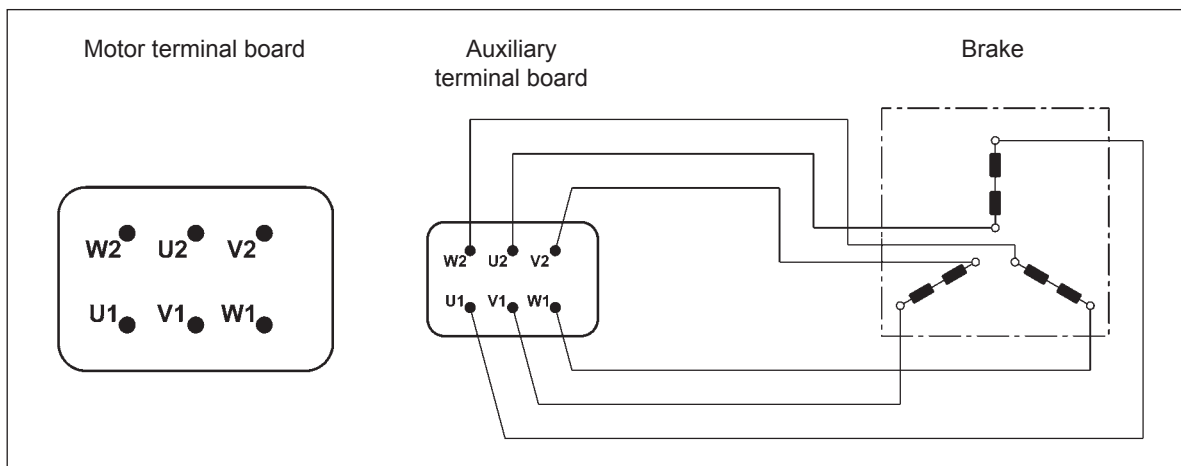 Motor terminal board
Auxiliary
terminal board
Brake
W2 U2 V2
U1 V1 W1
W2 U2 V2
U1 V1 W1